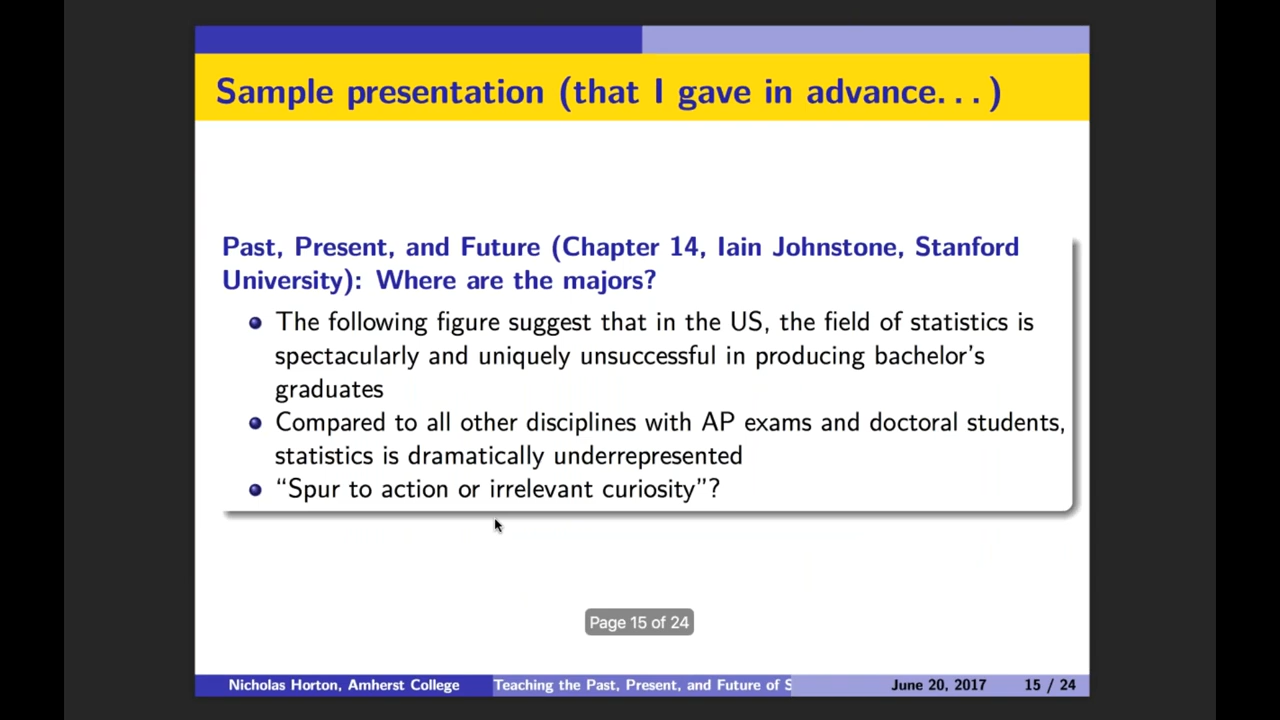 Sample presentation (that I gave in advance. . . )
Past, Present, and Future (Chapter 14, Iain Johnstone, Stanford
University): Where are the majors?
The following figure suggest that in the US, the field of statistics is
spectacularly and uniquely unsuccessful in producing bachelor's
graduates
Compared to all other disciplines with AP exams and doctoral students,
statistics is dramatically underrepresented
“Spur to action or irrelevant curiosity”?
Page 15 of 24
Nicholas Horton, Amherst College Teaching the Past, Present, and Future of S June 20, 2017 15 / 24